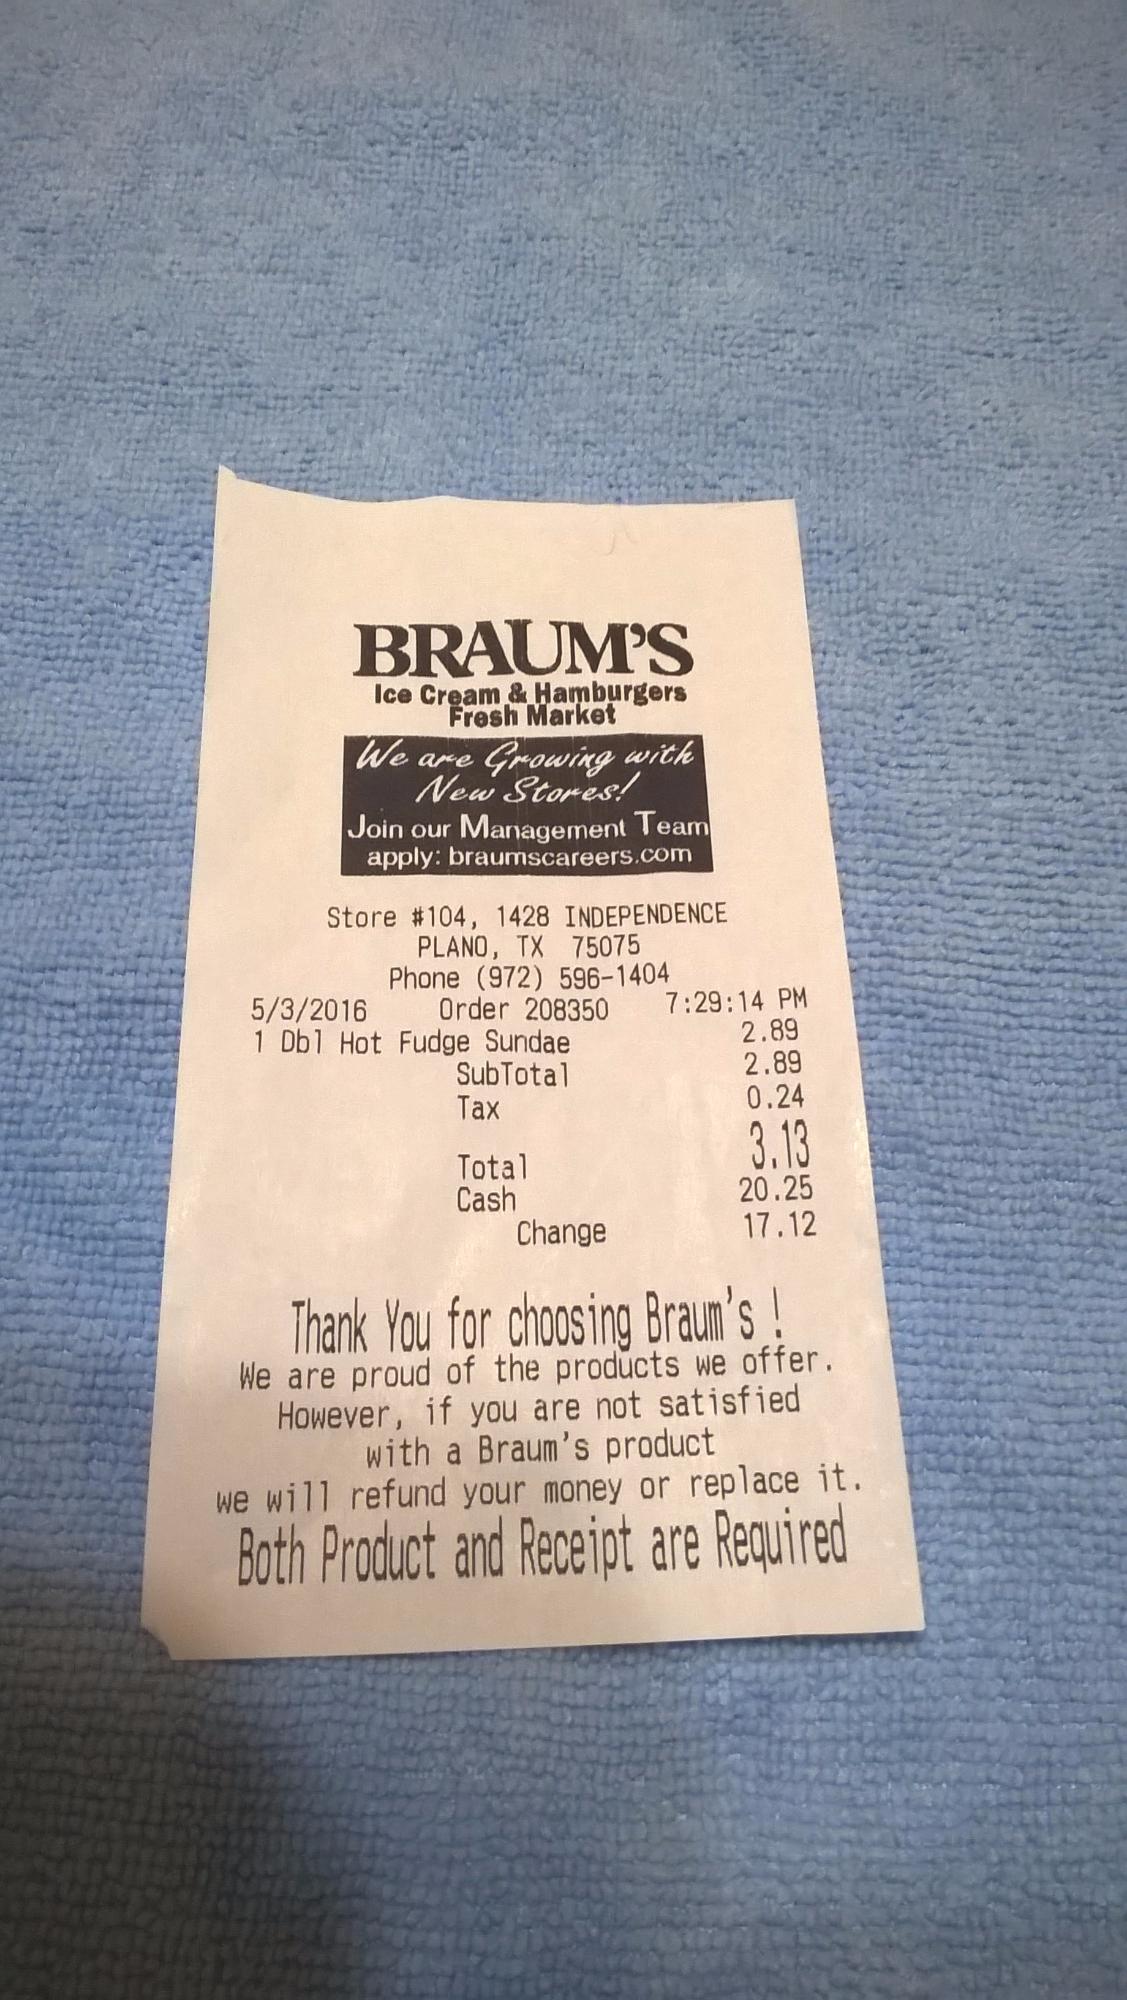 BRAUM'S
Ice Cream & Hamburgers
Fresh Market
We are Growing with
New Stores!
Join our Management Team
apply: braumscareers.com
Store #104, 1428 INDEPENDENCE
PLANO, TX 75075
Phone (972) 596-1404
5/3/2016 Order 208350 7:29:14 PM
1 Dbl Hot Fudge Sundae 2.89
SubTotal 2.89
Tax 0.24
Total 3.13
Cash 20.25
Change 17.12
Thank You for choosing Braum's !
We are proud of the products we offer.
However, if you are not satisfied
with a Braum's product
we will refund your money or replace it.
Both Product and Receipt are Required